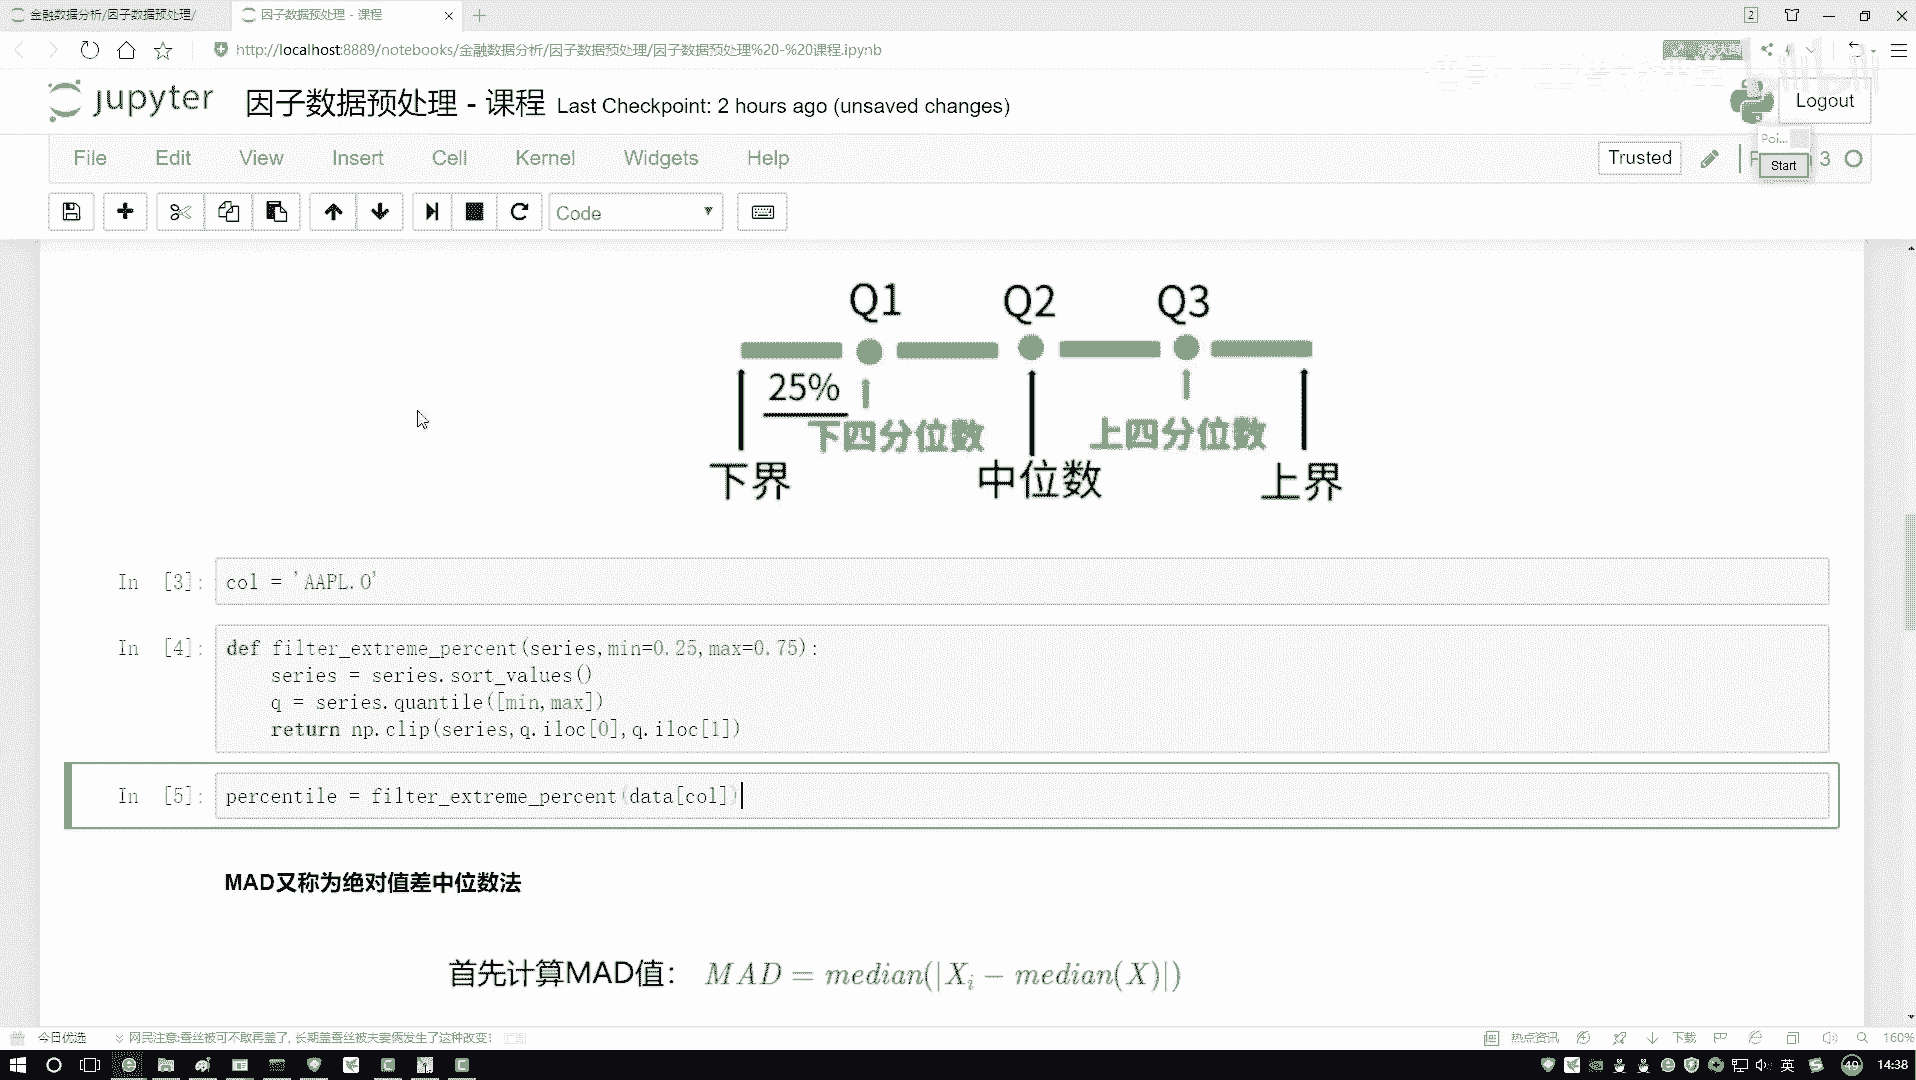 金融数据分析/因子数据预处理/
因子数据预处理 - 课程
2
http://localhost:8889/notebooks/金融数据分析/因子数据预处理/因子数据预处理%20-%20课程.ipynb
jupyter 因子数据预处理 - 课程 Last Checkpoint: 2 hours ago (unsaved changes)
Logout
Poi...
File Edit View Insert Cell Kernel Widgets Help
Trusted
Start
3
Code
Q1 Q2 Q3
25%
下四分位数 上四分位数
下界 中位数 上界
In [3]: col = 'AAPL.O'
In [4]: def filter_extreme_percent(series,min=0.25,max=0.75):
series = series.sort_values()
q = series.quantile([min,max])
return np.clip(series,q.iloc[0],q.iloc[1])
In [5]: percentile = filter_extreme_percent(data[col])
MAD又称为绝对值差中位数法
首先计算MAD值： MAD = median(|Xi − median(X)|)
今日优选 网民注意:蚕丝被可不敢再盖了, 长期盖蚕丝被夫妻俩发生了这种改变! 广告
热点资讯 下载 160%
英 49 14:38